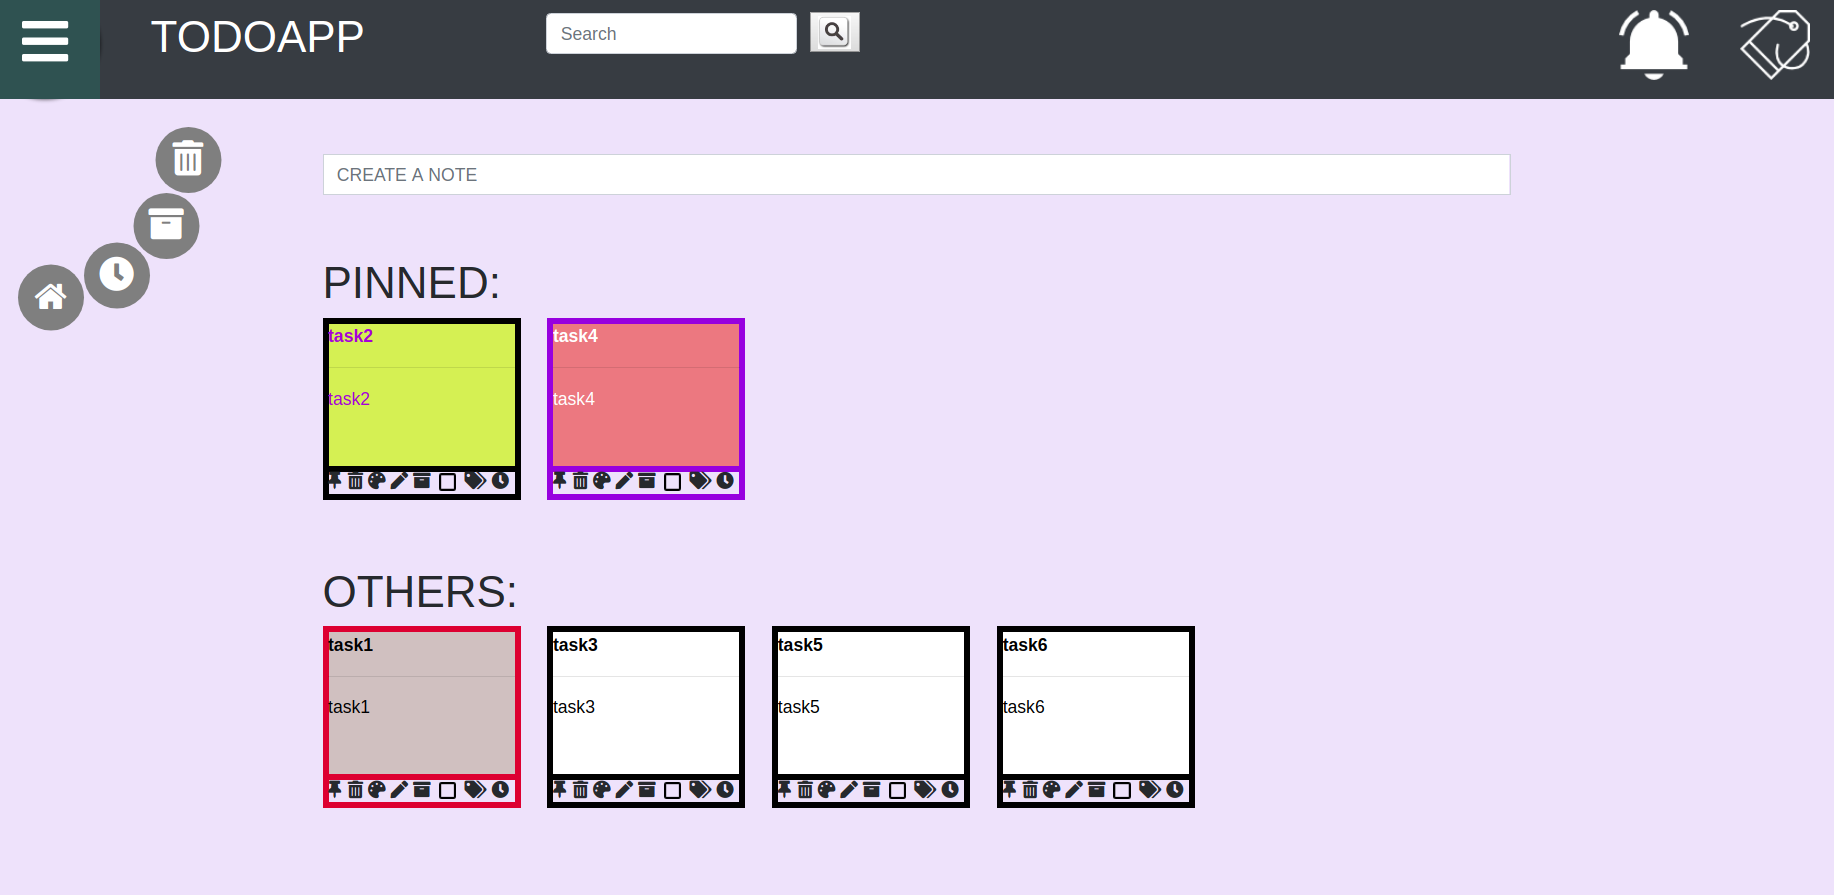 TODOAPP
Search
CREATE A NOTE
PINNED:
task2
task4
task2
task4
OTHERS:
task1
task3
task5
task6
task1
task3
task5
task6